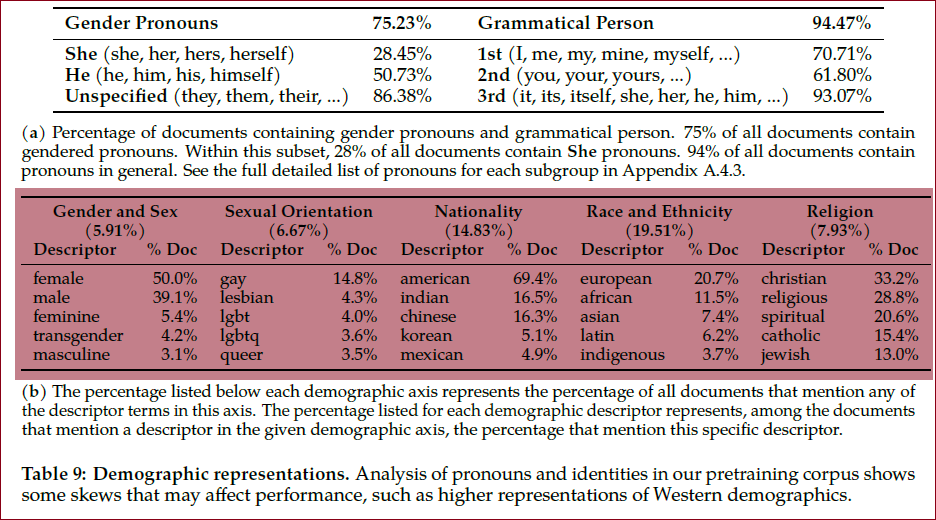 Gender Pronouns 75.23% Grammatical Person 94.47%
She (she, her, hers, herself) 28.45% 1st (I, me, my, mine, myself, ...) 70.71%
He (he, him, his, himself) 50.73% 2nd (you, your, yours, ...) 61.80%
Unspecified (they, them, their, ...) 86.38% 3rd (it, its, itself, she, her, he, him, ...) 93.07%
(a) Percentage of documents containing gender pronouns and grammatical person. 75% of all documents contain
gendered pronouns. Within this subset, 28% of all documents contain She pronouns. 94% of all documents contain
pronouns in general. See the full detailed list of pronouns for each subgroup in Appendix A.4.3.
Gender and Sex Sexual Orientation Nationality Race and Ethnicity Religion
(5.91%) (6.67%) (14.83%) (19.51%) (7.93%)
Descriptor % Doc Descriptor % Doc Descriptor % Doc Descriptor % Doc Descriptor % Doc
female 50.0% gay 14.8% american 69.4% european 20.7% christian 33.2%
male 39.1% lesbian 4.3% indian 16.5% african 11.5% religious 28.8%
feminine 5.4% lgbt 4.0% chinese 16.3% asian 7.4% spiritual 20.6%
transgender 4.2% lgbtq 3.6% korean 5.1% latin 6.2% catholic 15.4%
masculine 3.1% queer 3.5% mexican 4.9% indigenous 3.7% jewish 13.0%
(b) The percentage listed below each demographic axis represents the percentage of all documents that mention any of
the descriptor terms in this axis. The percentage listed for each demographic descriptor represents, among the documents
that mention a descriptor in the given demographic axis, the percentage that mention this specific descriptor.
Table 9: Demographic representations. Analysis of pronouns and identities in our pretraining corpus shows
some skews that may affect performance, such as higher representations of Western demographics.